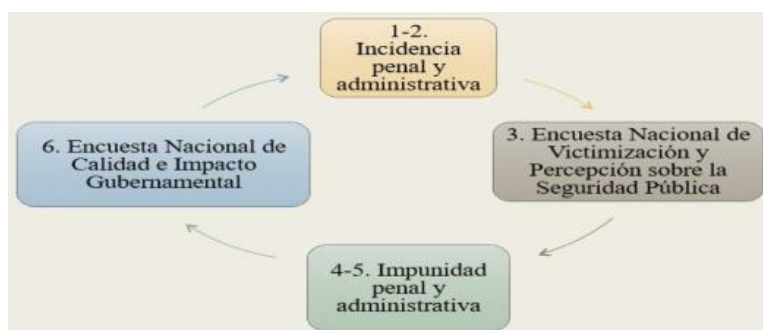 1-2.
Incidencia
penal y
administrativa
3. Encuesta Nacional de
Victimización y
Percepción sobre la
Seguridad Pública
4-5. Impunidad
penal y
administrativa
6. Encuesta Nacional de
Calidad e Impacto
Gubernamental